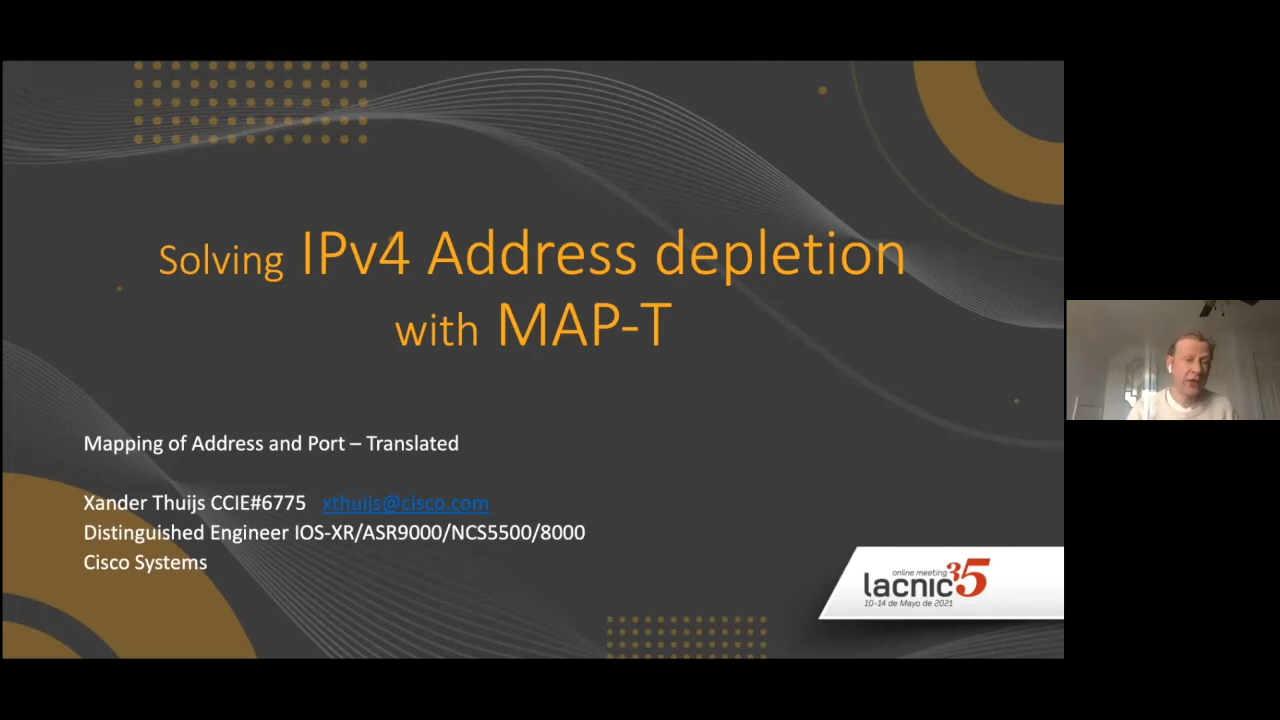 Solving IPv4 Address depletion
with MAP-T
Mapping of Address and Port – Translated
Xander Thuijs CCIE#6775 xthuijs@cisco.com
Distinguished Engineer IOS-XR/ASR9000/NCS5500/8000
Cisco Systems
online meeting
lacnic35
10-14 de Mayo de 2021